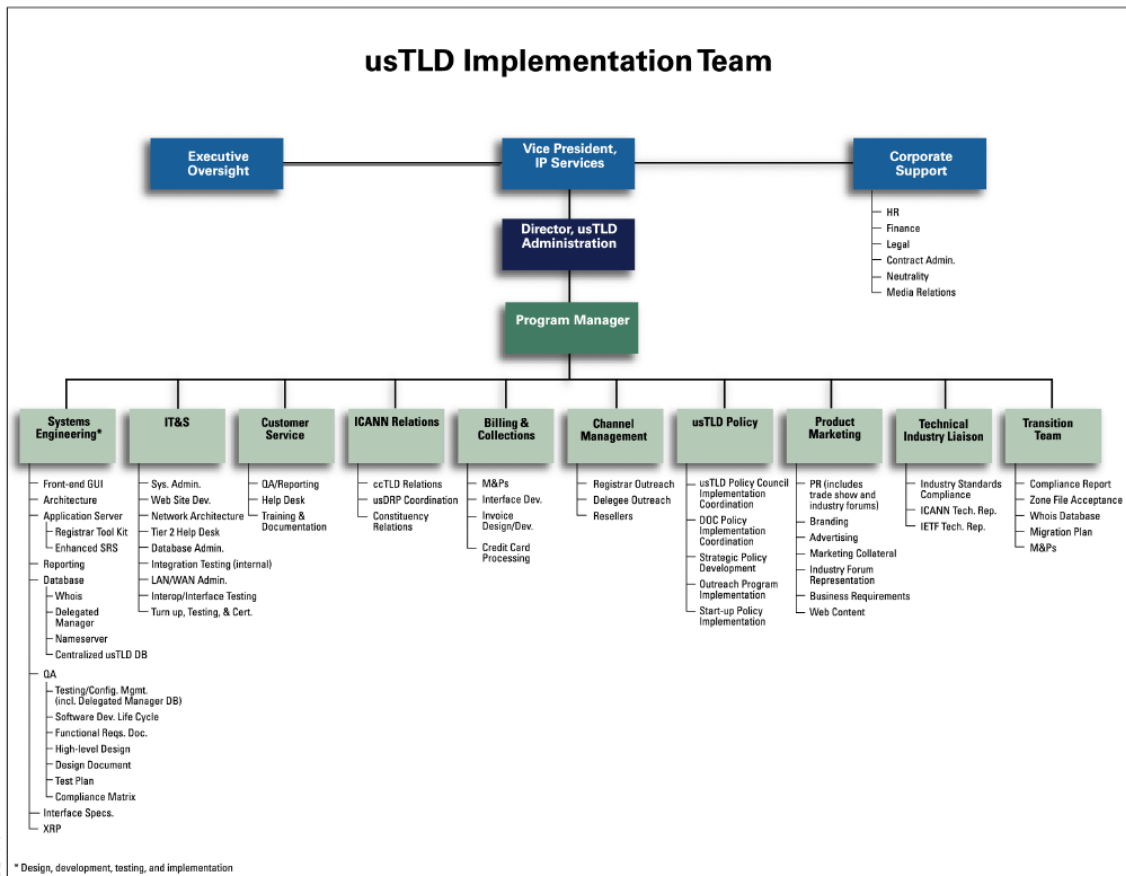 usTLD Implementation Team
Executive
Oversight
Vice President,
IP Services
Corporate
Support
HR
Finance
Legal
Contract Admin.
Neutrality
Media Relations
Director, usTLD
Administration
Program Manager
Systems
Engineering*
Front-end GUI
Architecture
Application Server
Registrar Tool Kit
Enhanced SRS
Reporting
Database
Whois
Delegated
Manager
Nameserver
Centralized usTLD DB
QA
Testing/Config. Mgmt.
(incl. Delegated Manager DB)
Software Dev. Life Cycle
Functional Reqs. Doc.
High-level Design
Design Document
Test Plan
Compliance Matrix
Interface Specs.
XRP
IT&S
Sys. Admin.
Web Site Dev.
Network Architecture
Tier 2 Help Desk
Database Admin.
Integration Testing (internal)
LAN/WAN Admin.
Interop/Interface Testing
Turn up, Testing, & Cert.
Customer
Service
QA/Reporting
Help Desk
Training &
Documentation
ICANN Relations
ccTLD Relations
usDRP Coordination
Constituency
Relations
Billing &
Collections
M&Ps
Interface Dev.
Invoice
Design/Dev.
Credit Card
Processing
Channel
Management
Registrar Outreach
Delegee Outreach
Resellers
usTLD Policy
usTLD Policy Council
Implementation
Coordination
DOC Policy
Implementation
Coordination
Strategic Policy
Development
Outreach Program
Implementation
Start-up Policy
Implementation
Product
Marketing
PR (includes
trade show and
industry forums)
Branding
Advertising
Marketing Collateral
Industry Forum
Representation
Business Requirements
Web Content
Technical
Industry Liaison
Industry Standards
Compliance
ICANN Tech. Rep.
IETF Tech. Rep.
Transition
Team
Compliance Report
Zone File Acceptance
Whois Database
Migration Plan
M&Ps
* Design, development, testing, and implementation